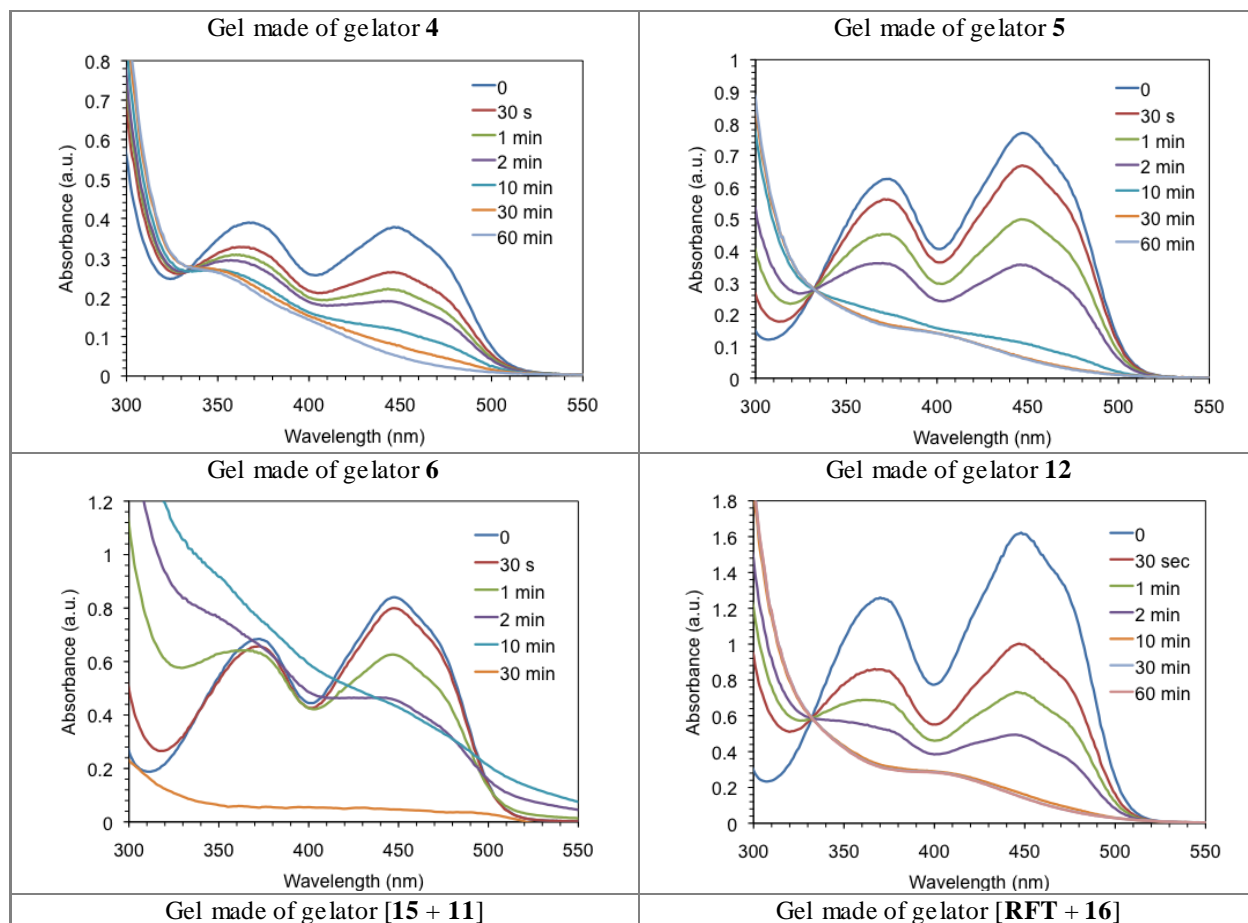 Gel made of gelator 4
0.8
0.7
0.6
0.5
0.4
0.3
0.2
0.1
0
Absorbance (a.u.)
300 350 400 450 500 550
Wavelength (nm)
0
30 s
1 min
2 min
10 min
30 min
60 min
Gel made of gelator 5
1
0.9
0.8
0.7
0.6
0.5
0.4
0.3
0.2
0.1
0
Absorbance (a.u.)
300 350 400 450 500 550
Wavelength (nm)
0
30 s
1 min
2 min
10 min
30 min
60 min
Gel made of gelator 6
1.2
1
0.8
0.6
0.4
0.2
0
Absorbance (a.u.)
300 350 400 450 500 550
Wavelength (nm)
0
30 s
1 min
2 min
10 min
30 min
Gel made of gelator 12
1.8
1.6
1.4
1.2
1
0.8
0.6
0.4
0.2
0
Absorbance (a.u.)
300 350 400 450 500 550
Wavelength (nm)
0
30 sec
1 min
2 min
10 min
30 min
60 min
Gel made of gelator [15 + 11]
Gel made of gelator [RFT + 16]